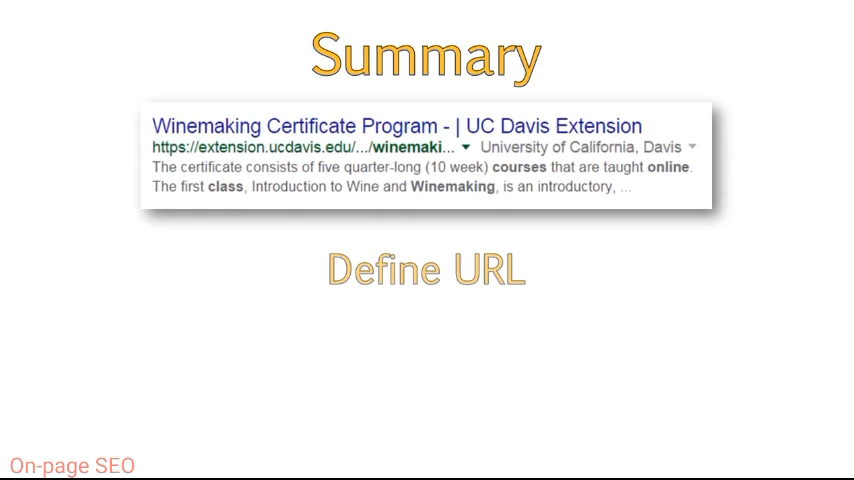 Summary
Winemaking Certificate Program - | UC Davis Extension
https://extension.ucdavis.edu/.../winemaki... University of California, Davis
The certificate consists of five quarter-long (10 week) courses that are taught online.
The first class, Introduction to Wine and Winemaking, is an introductory, ...
Define URL
On-page SEO